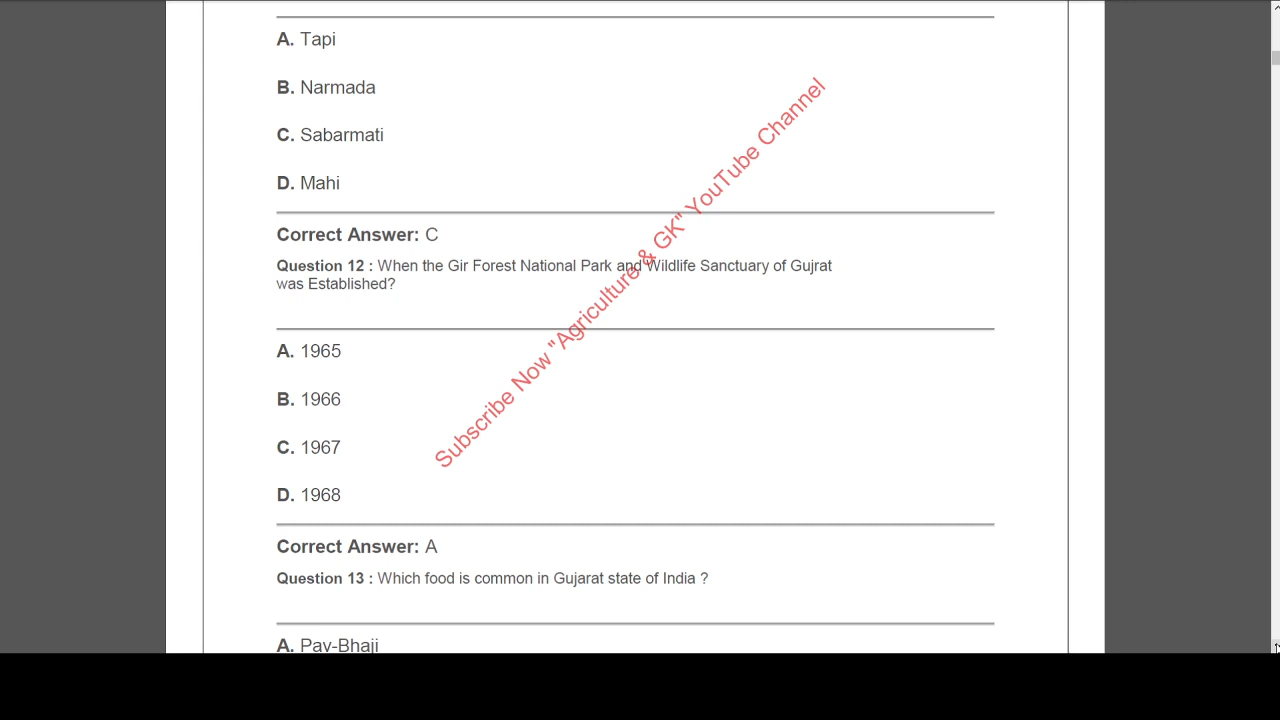 A. Tapi
B. Narmada
C. Sabarmati
D. Mahi
Correct Answer: C
Question 12 : When the Gir Forest National Park and Wildlife Sanctuary of Gujrat
was Established?
A. 1965
B. 1966
C. 1967
D. 1968
Correct Answer: A
Question 13 : Which food is common in Gujarat state of India ?
A. Pav-Bhaji
Subscribe Now "Agriculture & GK" YouTube Channel